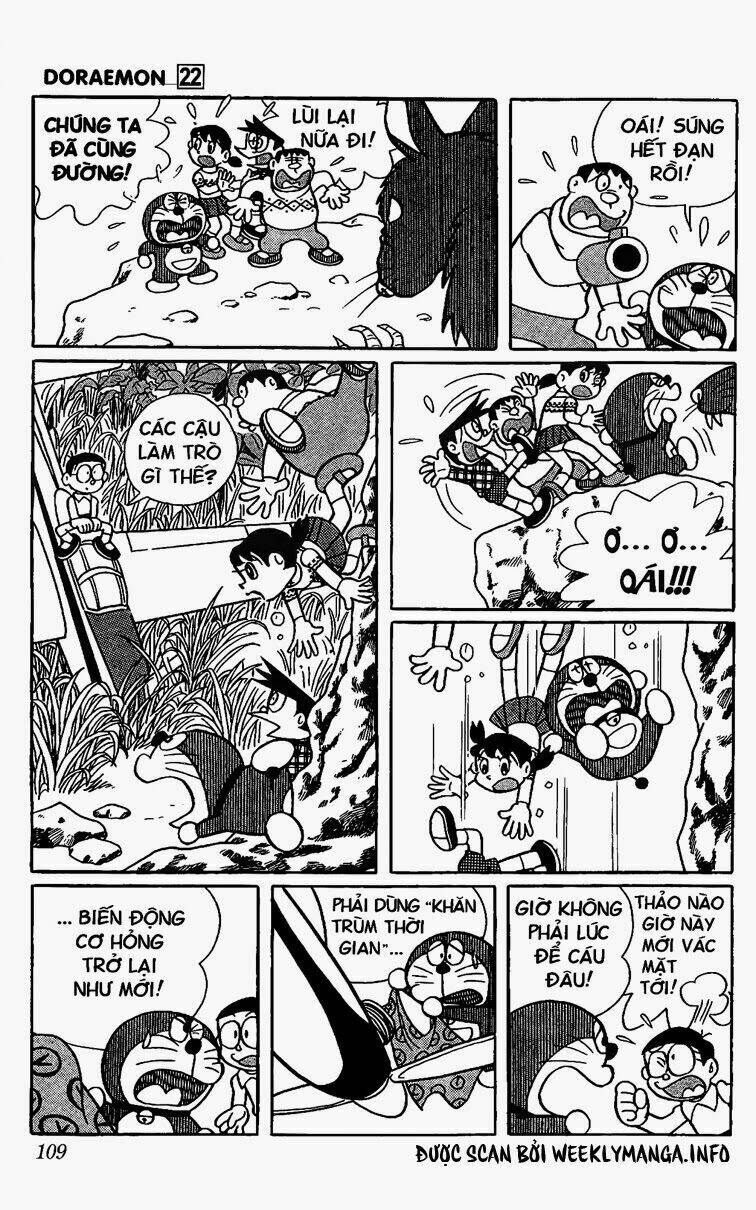 DORAEMON 22
OÁI! SÚNG
HẾT ĐẠN
RỒI!
LÙI LẠI
NỮA ĐI!
CHÚNG TA
ĐÃ CÙNG
ĐƯỜNG!
Ơ... Ơ...
OÁI!!!
CÁC CẬU
LÀM TRÒ
GÌ THẾ?
THẢO NÀO
GIỜ NÀY
MỚI VÁC
MẶT
TỚI!
GIỜ KHÔNG
PHẢI LÚC
ĐỂ CÁU
ĐÂU!
PHẢI DÙNG "KHĂN
TRÙM THỜI
GIAN"...
... BIẾN ĐỘNG
CƠ HỎNG
TRỞ LẠI
NHƯ MỚI!
109
ĐƯỢC SCAN BỞI WEEKLYMANGA.INFO